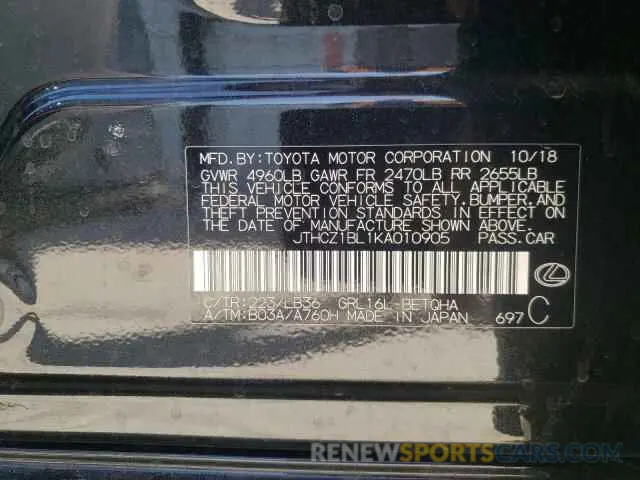 MFD. BY: TOYOTA MOTOR CORPORATION 10/18
GVWR 4960LB GAWR FR 2470LB RR 2655LB
THIS VEHICLE CONFORMS TO ALL APPLICABLE
FEDERAL MOTOR VEHICLE SAFETY, BUMPER, AND
THEFT PREVENTION STANDARDS IN EFFECT ON
THE DATE OF MANUFACTURE SHOWN ABOVE.
JTHCZ1BL1KA010905 PASS.CAR
C/TR: 223/LB36 GRL16L-BETQHA
A/TM: B03A/A760H MADE IN JAPAN 697 C
RENEWSPORTSCARS.COM